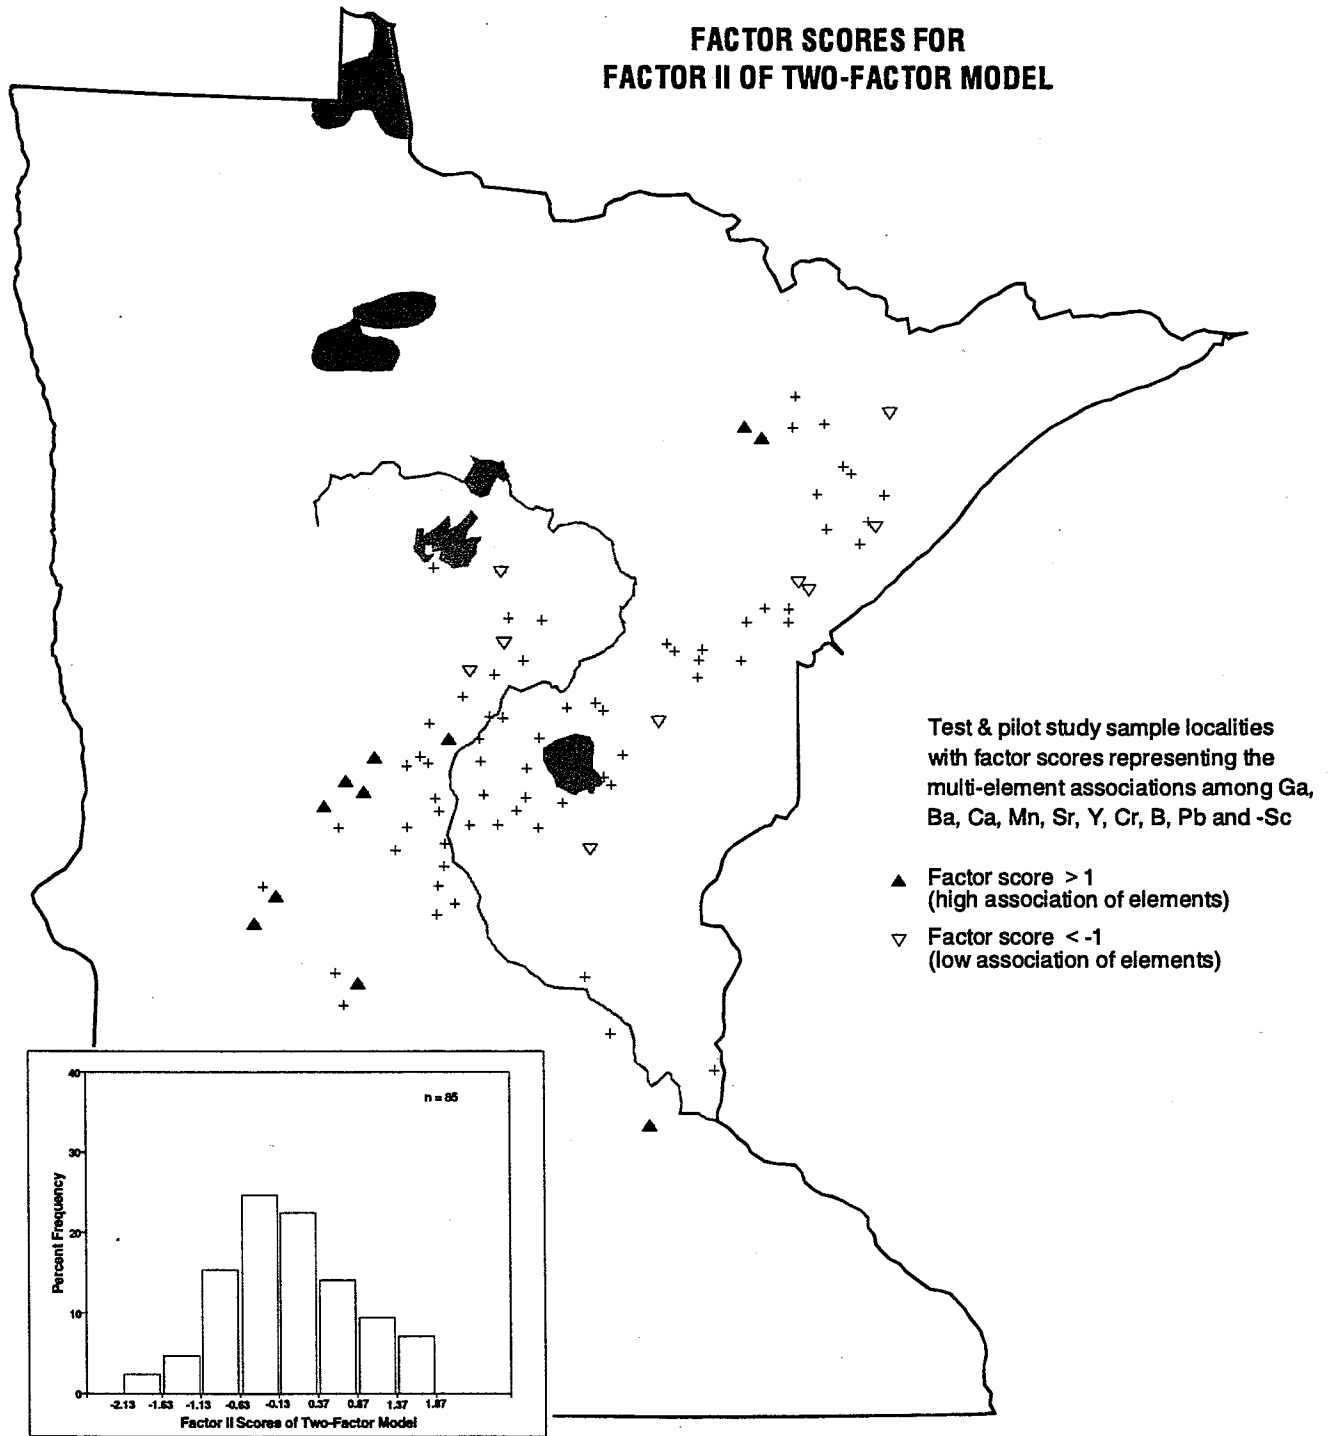 FACTOR SCORES FOR
FACTOR II OF TWO-FACTOR MODEL
Test & pilot study sample localities
with factor scores representing the
multi-element associations among Ga,
Ba, Ca, Mn, Sr, Y, Cr, B, Pb and -Sc
Factor score > 1
(high association of elements)
Factor score < -1
(low association of elements)
n = 85
Percent Frequency
40
30
20
10
0
-2.13 -1.63 -1.13 -0.63 -0.13 0.37 0.87 1.37 1.87
Factor II Scores of Two-Factor Model